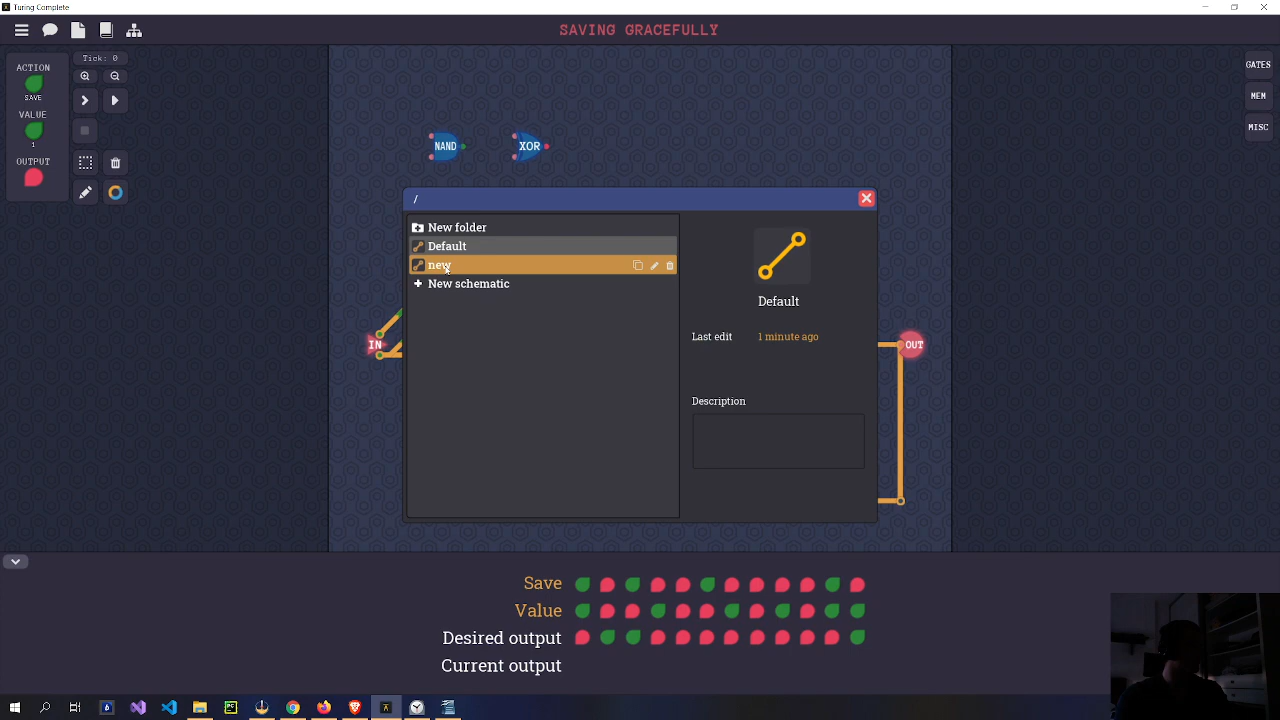 Turing Complete
SAVING GRACEFULLY
ACTION
SAVE
VALUE
1
OUTPUT
Tick: 0
GATES
MEM
MISC
NAND
XOR
/
New folder
Default
new
New schematic
Default
Last edit
1 minute ago
Description
IN
OUT
Save
Value
Desired output
Current output